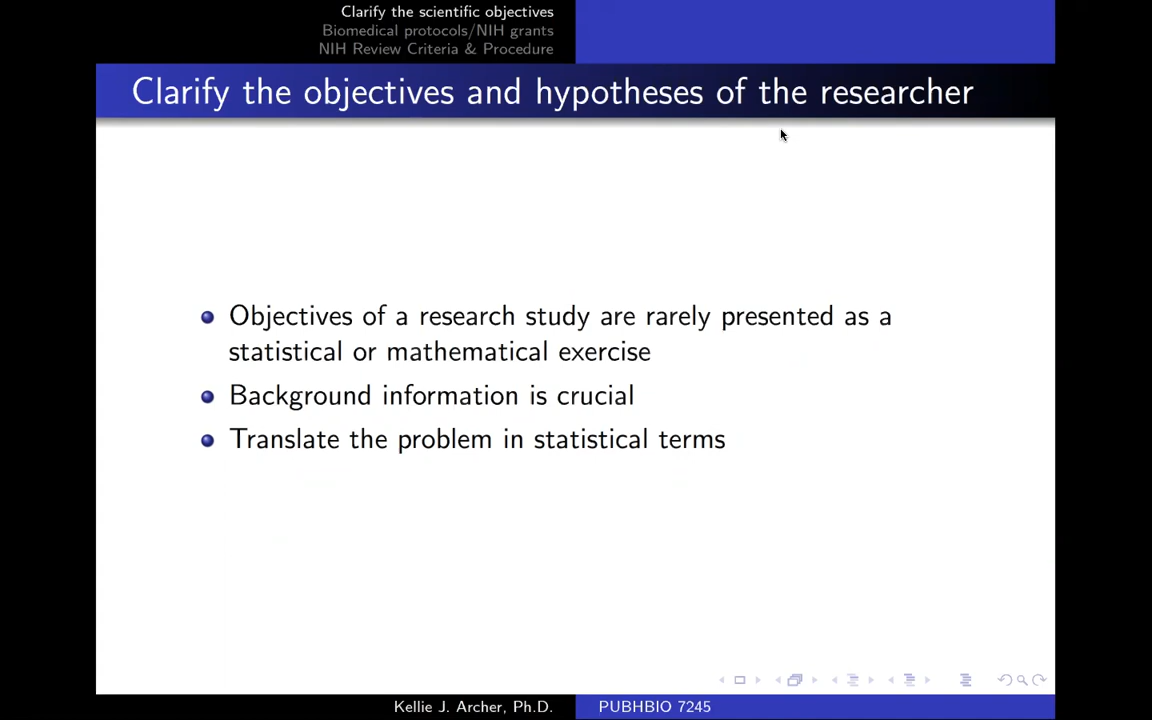 Clarify the scientific objectives
Biomedical protocols/NIH grants
NIH Review Criteria & Procedure
Clarify the objectives and hypotheses of the researcher
Objectives of a research study are rarely presented as a
statistical or mathematical exercise
Background information is crucial
Translate the problem in statistical terms
Kellie J. Archer, Ph.D.
PUBHBIO 7245